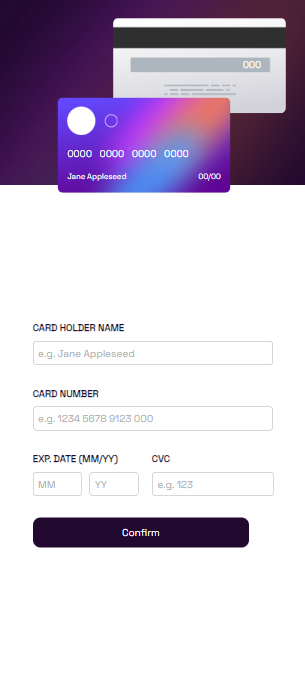 000
0000 0000 0000 0000
Jane Appleseed 00/00
CARD HOLDER NAME
e.g. Jane Appleseed
CARD NUMBER
e.g. 1234 5678 9123 000
EXP. DATE (MM/YY) CVC
MM YY e.g. 123
Confirm